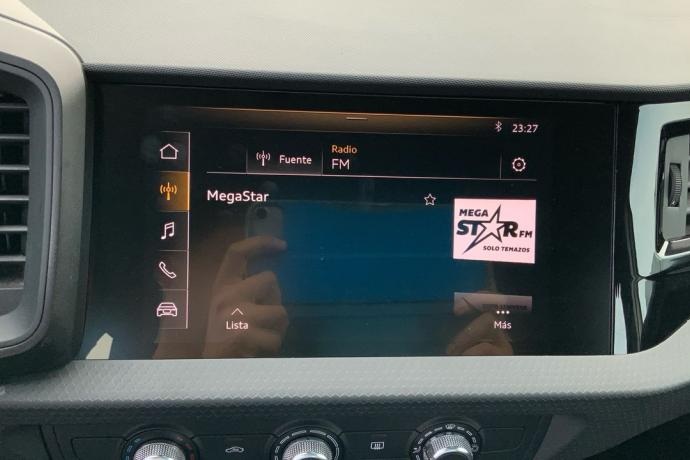 23:27
Fuente
Radio
FM
MegaStar
MEGA
STAR FM
SOLO TEMAZOS
Lista
Más